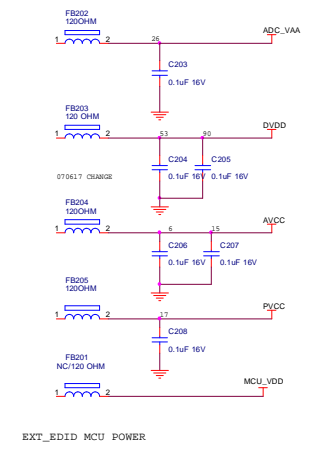 FB202
120OHM
1 2 26 ADC_VAA
C203
0.1uF 16V
FB203
120 OHM
1 2 53 90 DVDD
C204 C205
070617 CHANGE 0.1uF 16V 0.1uF 16V
FB204
120OHM
1 2 6 15 AVCC
C206 C207
0.1uF 16V 0.1uF 16V
FB205
120OHM
1 2 17 PVCC
C208
0.1uF 16V
FB201
NC/120 OHM
1 2 MCU_VDD
EXT_EDID MCU POWER